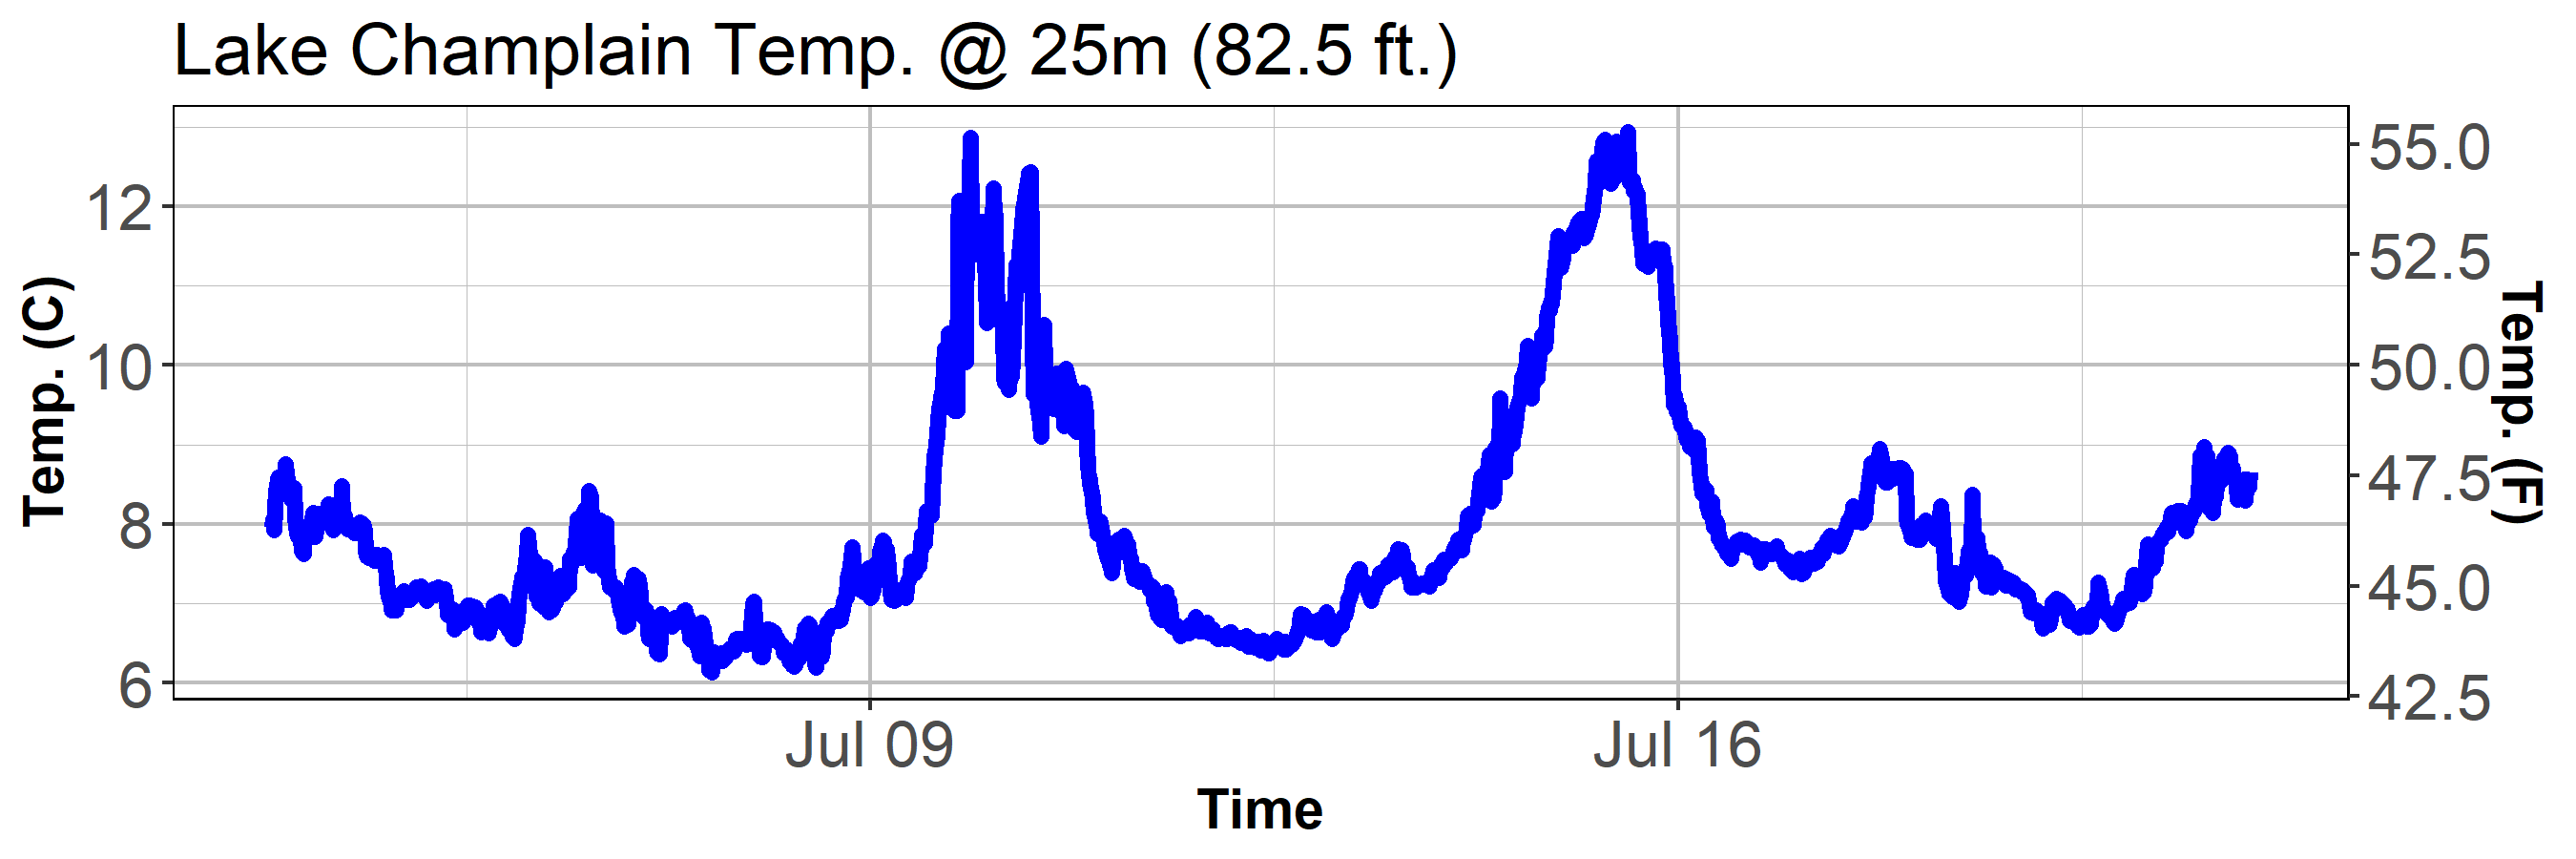 Lake Champlain Temp. @ 25m (82.5 ft.)
Temp. (C)
12
10
8
6
55.0
52.5
50.0
47.5
45.0
42.5
Temp. (F)
Jul 09
Jul 16
Time